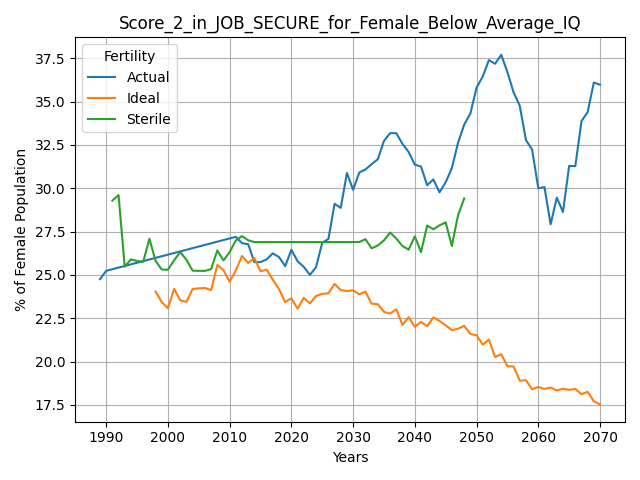 Score_2_in_JOB_SECURE_for_Female_Below_Average_IQ
Fertility
Actual
Ideal
Sterile
% of Female Population
37.5
35.0
32.5
30.0
27.5
25.0
22.5
20.0
17.5
1990 2000 2010 2020 2030 2040 2050 2060 2070
Years